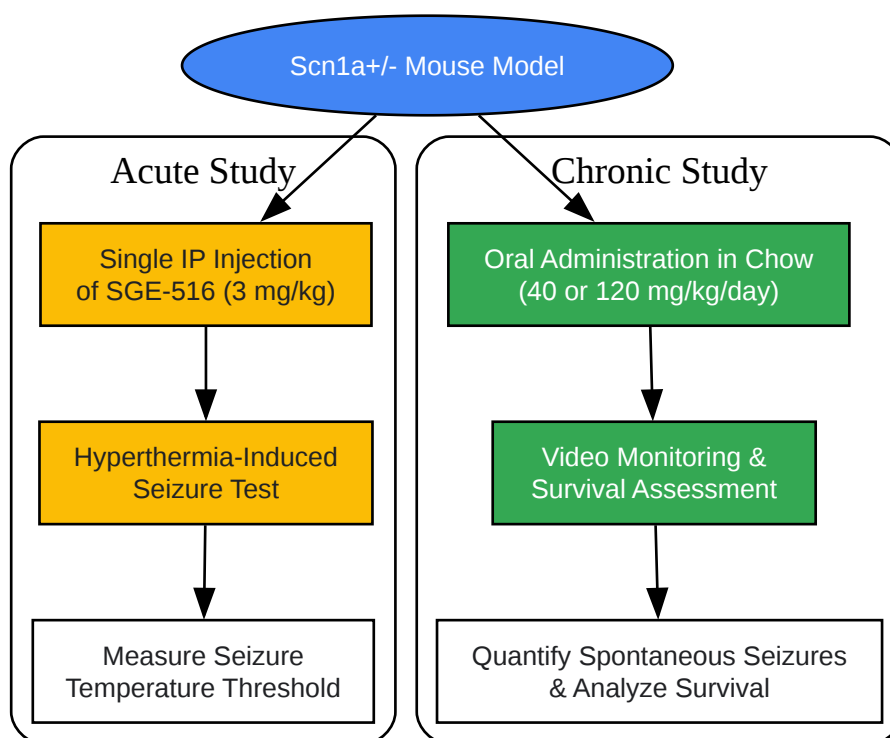 Scn1a+/- Mouse Model
Acute Study
Single IP Injection
of SGE-516 (3 mg/kg)
Hyperthermia-Induced
Seizure Test
Measure Seizure
Temperature Threshold
Chronic Study
Oral Administration in Chow
(40 or 120 mg/kg/day)
Video Monitoring &
Survival Assessment
Quantify Spontaneous Seizures
& Analyze Survival